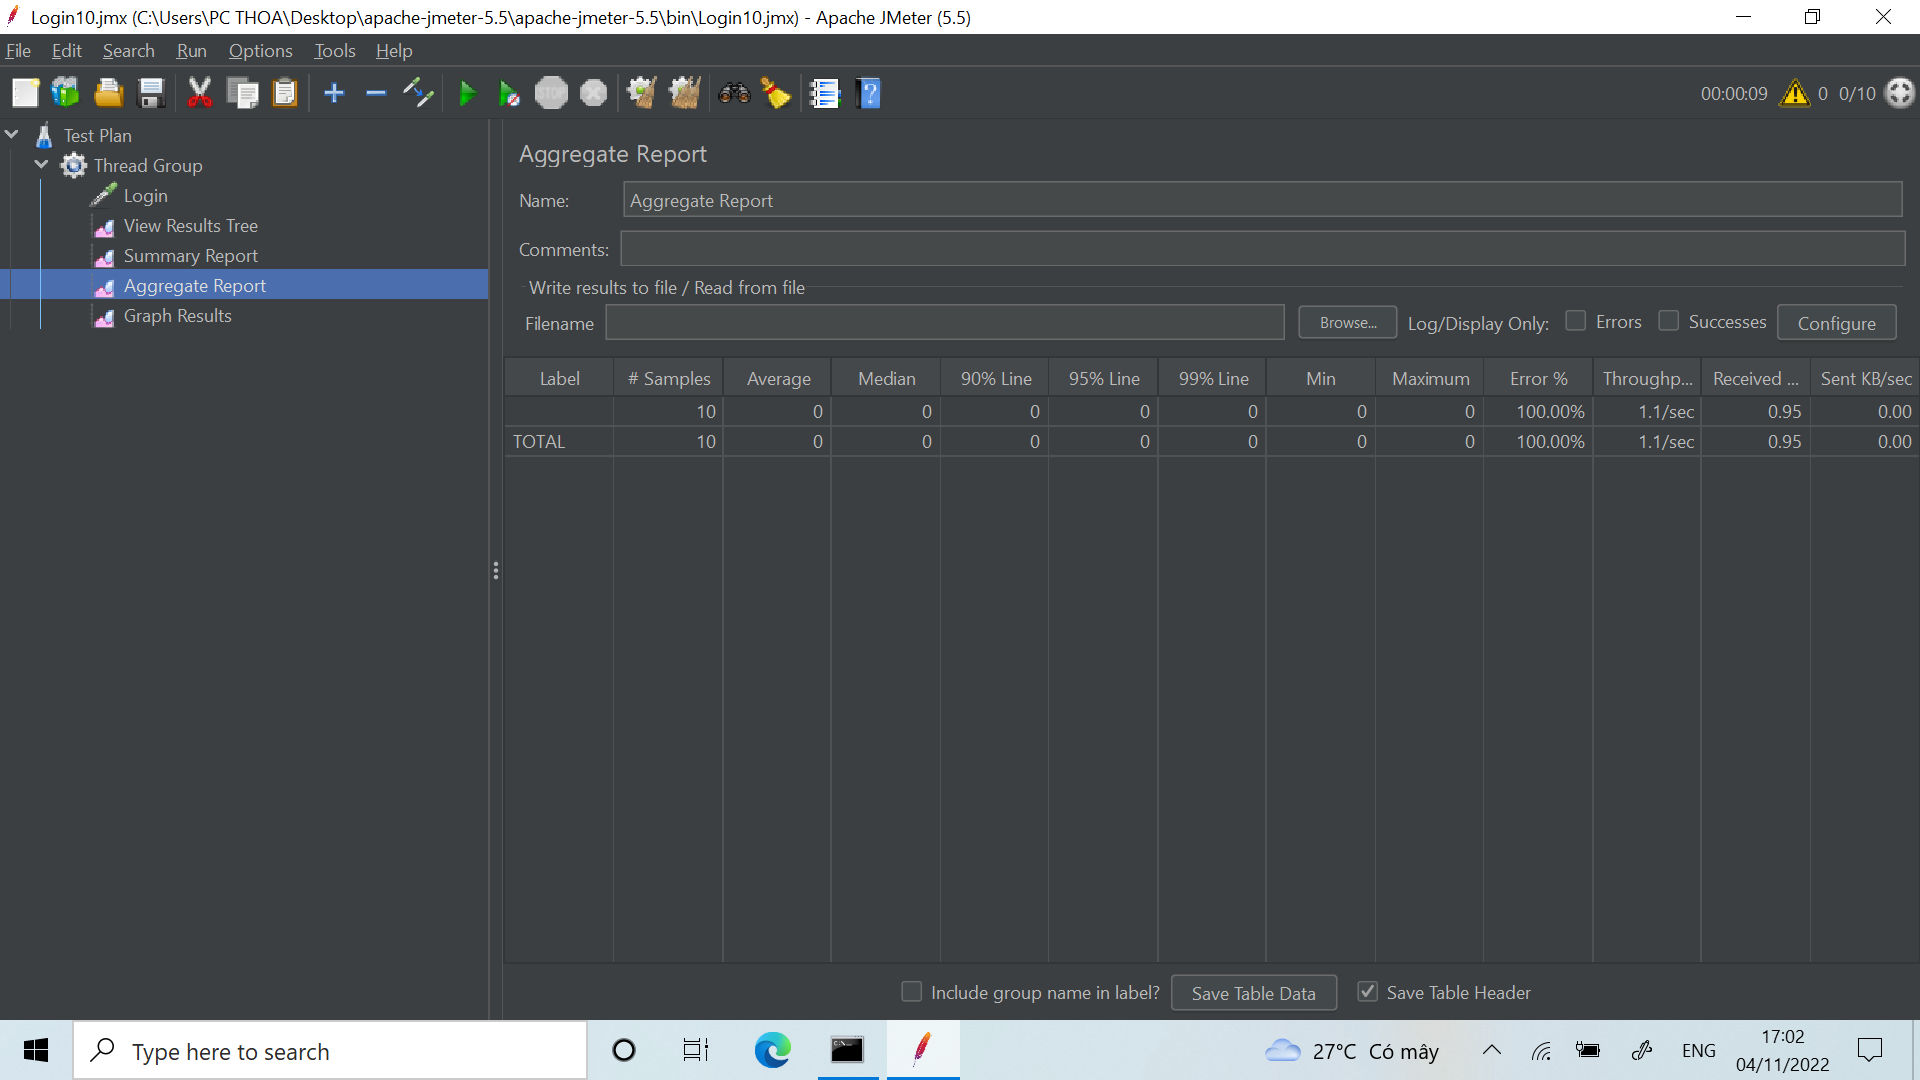 Login10.jmx (C:\Users\PC THOA\Desktop\apache-jmeter-5.5\apache-jmeter-5.5\bin\Login10.jmx) - Apache JMeter (5.5)
File Edit Search Run Options Tools Help
STOP 00:00:09 0 0/10
Test Plan
Thread Group
Login
View Results Tree
Summary Report
Aggregate Report
Graph Results
Aggregate Report
Name: Aggregate Report
Comments:
Write results to file / Read from file
Filename Browse... Log/Display Only: Errors Successes Configure
Label # Samples Average Median 90% Line 95% Line 99% Line Min Maximum Error % Throughp... Received ... Sent KB/sec
10 0 0 0 0 0 0 0 100.00% 1.1/sec 0.95 0.00
TOTAL 10 0 0 0 0 0 0 0 100.00% 1.1/sec 0.95 0.00
Include group name in label? Save Table Data Save Table Header
Type here to search 27°C Có mây ENG 17:02
04/11/2022